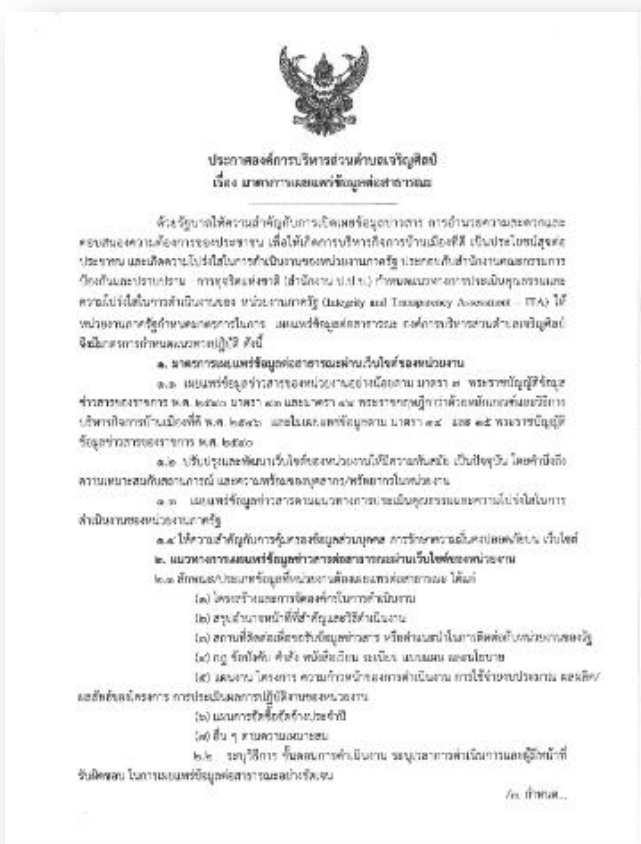 ประกาศองค์การบริหารส่วนตำบลเจริญศิลป์
เรื่อง มาตรการเผยแพร่ข้อมูลต่อสาธารณะ
ด้วยรัฐบาลให้ความสำคัญกับการเปิดเผยข้อมูลข่าวสาร การอำนวยความสะดวกและ
ตอบสนองความต้องการของประชาชน เพื่อให้เกิดการบริหารกิจการบ้านเมืองที่ดี เป็นประโยชน์สุขต่อ
ประชาชน และเกิดความโปร่งใสในการดำเนินงานของหน่วยงานภาครัฐ ประกอบกับสำนักงานคณะกรรมการ
ป้องกันและปราบปราม การทุจริตแห่งชาติ (สำนักงาน ป.ป.ช.) กำหนดแนวทางการประเมินคุณธรรมและ
ความโปร่งใสในการดำเนินงานของ หน่วยงานภาครัฐ (Integrity and Transparency Assessment – ITA) ให้
หน่วยงานภาครัฐกำหนดมาตรการในการ เผยแพร่ข้อมูลต่อสาธารณะ องค์การบริหารส่วนตำบลเจริญศิลป์
จึงมีมาตรการกำหนดแนวทางปฏิบัติ ดังนี้
๑. มาตรการเผยแพร่ข้อมูลต่อสาธารณะผ่านเว็บไซต์ของหน่วยงาน
๑.๑ เผยแพร่ข้อมูลข่าวสารของหน่วยงานอย่างน้อยตาม มาตรา ๗ พระราชบัญญัติข้อมูล
ข่าวสารของราชการ พ.ศ. ๒๕๔๐ มาตรา ๔๓ และมาตรา ๔๔ พระราชกฤษฎีกาว่าด้วยหลักเกณฑ์และวิธีการ
บริหารกิจการบ้านเมืองที่ดี พ.ศ. ๒๕๔๖ และไม่เผยแพร่ข้อมูลตาม มาตรา ๑๔ และ ๑๕ พระราชบัญญัติ
ข้อมูลข่าวสารของราชการ พ.ศ. ๒๕๔๐
๑.๒ ปรับปรุงและพัฒนาเว็บไซต์ของหน่วยงานให้มีความทันสมัย เป็นปัจจุบัน โดยคำนึงถึง
ความเหมาะสมกับสถานการณ์ และความพร้อมของบุคลากร/ทรัพยากรในหน่วยงาน
๑.๓ เผยแพร่ข้อมูลข่าวสารตามแนวทางการประเมินคุณธรรมและความโปร่งใสในการ
ดำเนินงานของหน่วยงานภาครัฐ
๑.๔ ให้ความสำคัญกับการคุ้มครองข้อมูลส่วนบุคคล การรักษาความมั่นคงปลอดภัยบน เว็บไซต์
๒. แนวทางการเผยแพร่ข้อมูลข่าวสารต่อสาธารณะผ่านเว็บไซต์ของหน่วยงาน
๒.๑ ลักษณะ/ประเภทข้อมูลที่หน่วยงานต้องเผยแพร่ต่อสาธารณะ ได้แก่
(๑) โครงสร้างและการจัดองค์กรในการดำเนินงาน
(๒) สรุปอำนาจหน้าที่ที่สำคัญและวิธีดำเนินงาน
(๓) สถานที่ติดต่อเพื่อขอรับข้อมูลข่าวสาร หรือคำแนะนำในการติดต่อกับหน่วยงานของรัฐ
(๔) กฎ ข้อบังคับ คำสั่ง หนังสือเวียน ระเบียบ แบบแผน และนโยบาย
(๕) แผนงาน โครงการ ความก้าวหน้าของการดำเนินงาน การใช้จ่ายงบประมาณ ผลผลิต/
ผลลัพธ์ของโครงการ การประเมินผลการปฏิบัติงานของหน่วยงาน
(๖) แผนการจัดซื้อจัดจ้างประจำปี
(๗) อื่น ๆ ตามความเหมาะสม
๒.๒ ระบุวิธีการ ขั้นตอนการดำเนินงาน ระบุเวลาการดำเนินการและผู้มีหน้าที่
รับผิดชอบ ในการเผยแพร่ข้อมูลต่อสาธารณะอย่างชัดเจน
/๓. กำหนด...